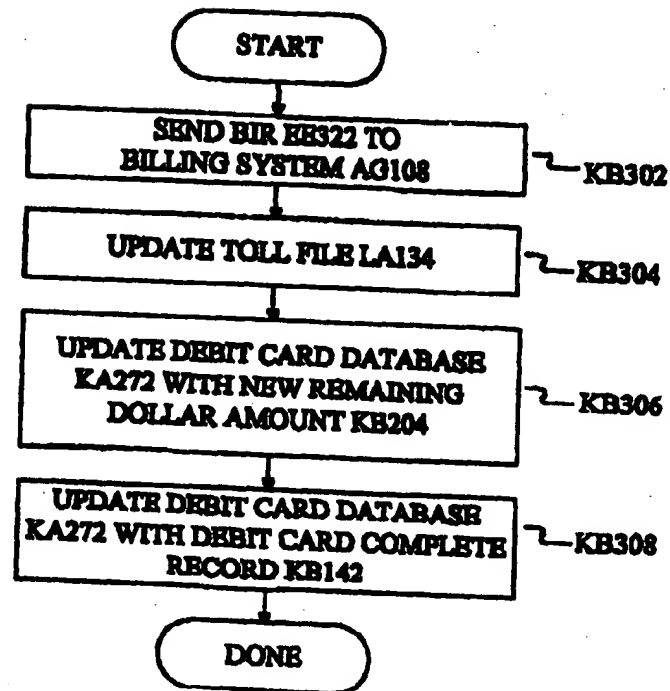 START
SEND BIR EE322 TO
BILLING SYSTEM AG108
KB302
UPDATE TOLL FILE LA134
KB304
UPDATE DEBIT CARD DATABASE
KA272 WITH NEW REMAINING
DOLLAR AMOUNT KB204
KB306
UPDATE DEBIT CARD DATABASE
KA272 WITH DEBIT CARD COMPLETE
RECORD KB142
KB308
DONE